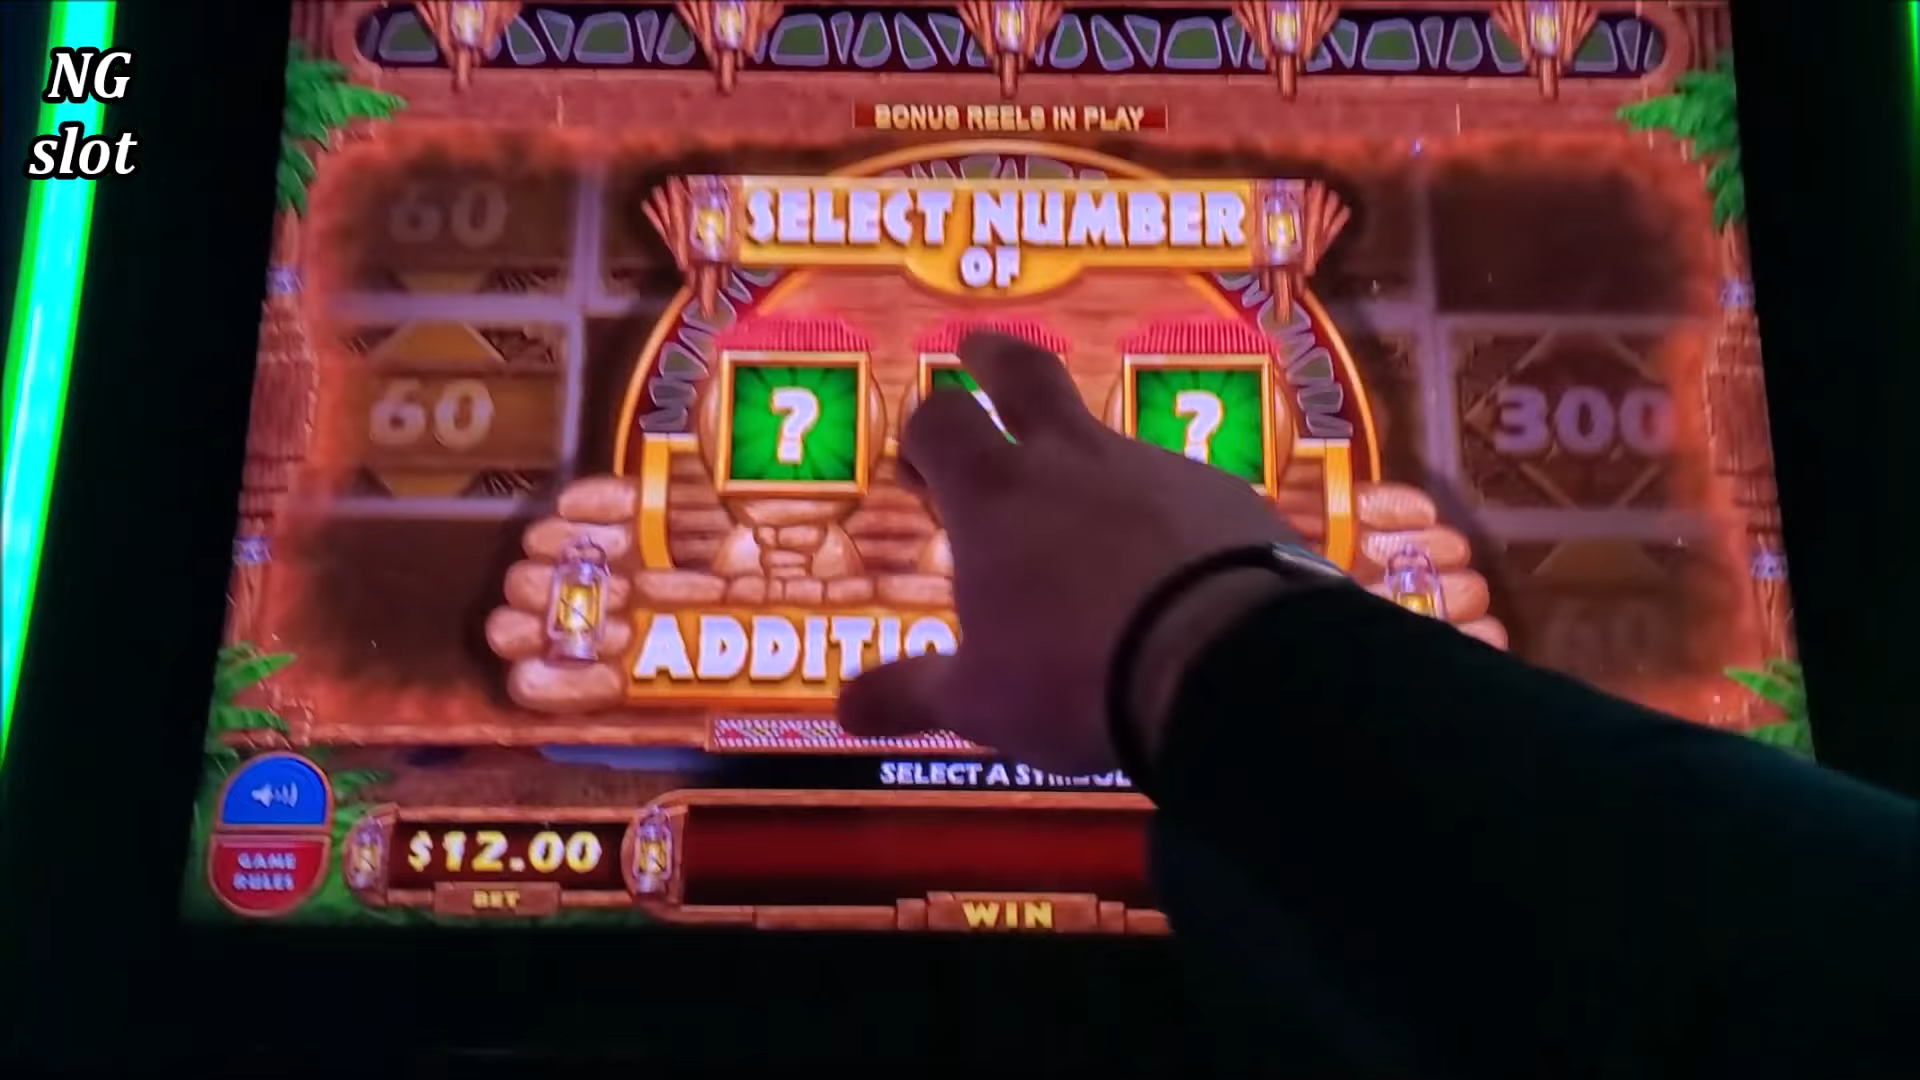 NG
slot
BONUS REELS IN PLAY
SELECT NUMBER
OF
60
60
? ?
300
60
ADDITIO
SELECT A SYMBOL
GAME
RULES
$12.00
BET
WIN